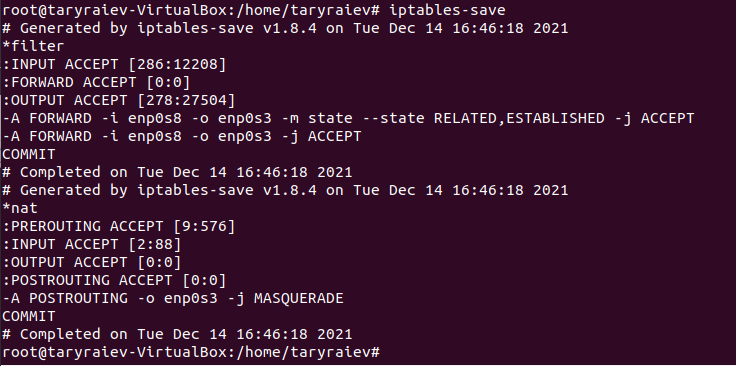 root@taryraiev-VirtualBox:/home/taryraiev# iptables-save
# Generated by iptables-save v1.8.4 on Tue Dec 14 16:46:18 2021
*filter
:INPUT ACCEPT [286:12208]
:FORWARD ACCEPT [0:0]
:OUTPUT ACCEPT [278:27504]
-A FORWARD -i enp0s8 -o enp0s3 -m state --state RELATED,ESTABLISHED -j ACCEPT
-A FORWARD -i enp0s8 -o enp0s3 -j ACCEPT
COMMIT
# Completed on Tue Dec 14 16:46:18 2021
# Generated by iptables-save v1.8.4 on Tue Dec 14 16:46:18 2021
*nat
:PREROUTING ACCEPT [9:576]
:INPUT ACCEPT [2:88]
:OUTPUT ACCEPT [0:0]
:POSTROUTING ACCEPT [0:0]
-A POSTROUTING -o enp0s3 -j MASQUERADE
COMMIT
# Completed on Tue Dec 14 16:46:18 2021
root@taryraiev-VirtualBox:/home/taryraiev#